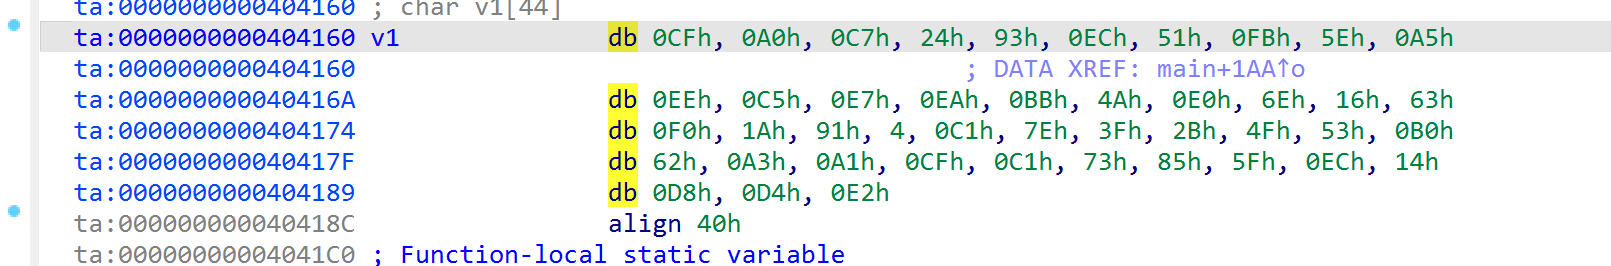 ta:0000000000404160 ; char v1[44]
ta:0000000000404160 v1 db 0CFh, 0A0h, 0C7h, 24h, 93h, 0ECh, 51h, 0FBh, 5Eh, 0A5h
ta:0000000000404160 ; DATA XREF: main+1AA↑o
ta:000000000040416A db 0EEh, 0C5h, 0E7h, 0EAh, 0BBh, 4Ah, 0E0h, 6Eh, 16h, 63h
ta:0000000000404174 db 0F0h, 1Ah, 91h, 4, 0C1h, 7Eh, 3Fh, 2Bh, 4Fh, 53h, 0B0h
ta:000000000040417F db 62h, 0A3h, 0A1h, 0CFh, 0C1h, 73h, 85h, 5Fh, 0ECh, 14h
ta:0000000000404189 db 0D8h, 0D4h, 0E2h
ta:000000000040418C align 40h
ta:00000000004041C0 ; Function-local static variable